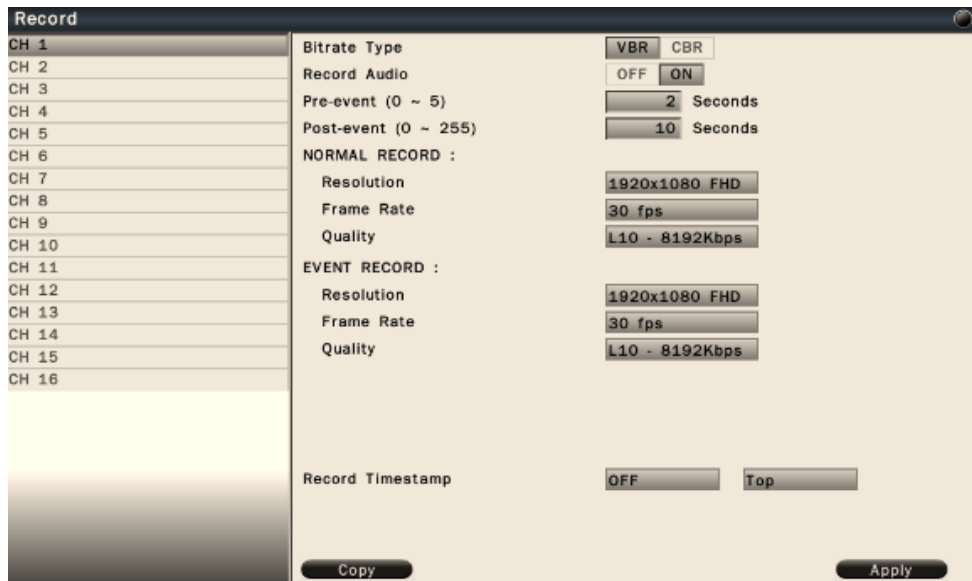 Record
CH 1
CH 2
CH 3
CH 4
CH 5
CH 6
CH 7
CH 8
CH 9
CH 10
CH 11
CH 12
CH 13
CH 14
CH 15
CH 16
Bitrate Type VBR CBR
Record Audio OFF ON
Pre-event (0 ~ 5) 2 Seconds
Post-event (0 ~ 255) 10 Seconds
NORMAL RECORD :
Resolution 1920x1080 FHD
Frame Rate 30 fps
Quality L10 - 8192Kbps
EVENT RECORD :
Resolution 1920x1080 FHD
Frame Rate 30 fps
Quality L10 - 8192Kbps
Record Timestamp OFF Top
Copy Apply